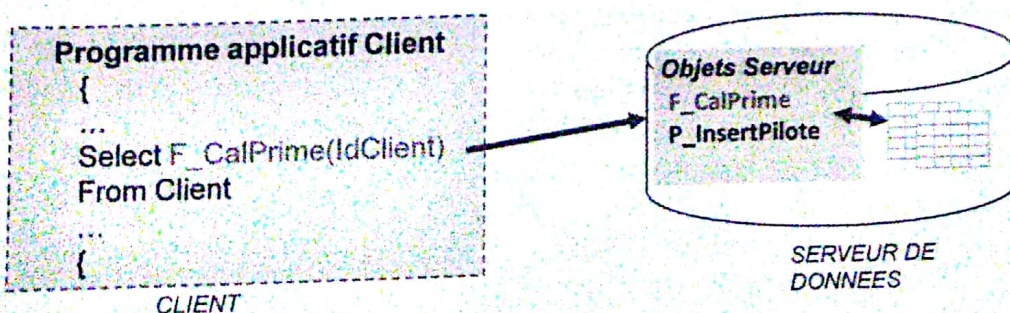 Programme applicatif Client
{
...
Select F_CalPrime(IdClient)
From Client
...
{
CLIENT
Objets Serveur
F_CalPrime
P_InsertPilote
SERVEUR DE
DONNEES